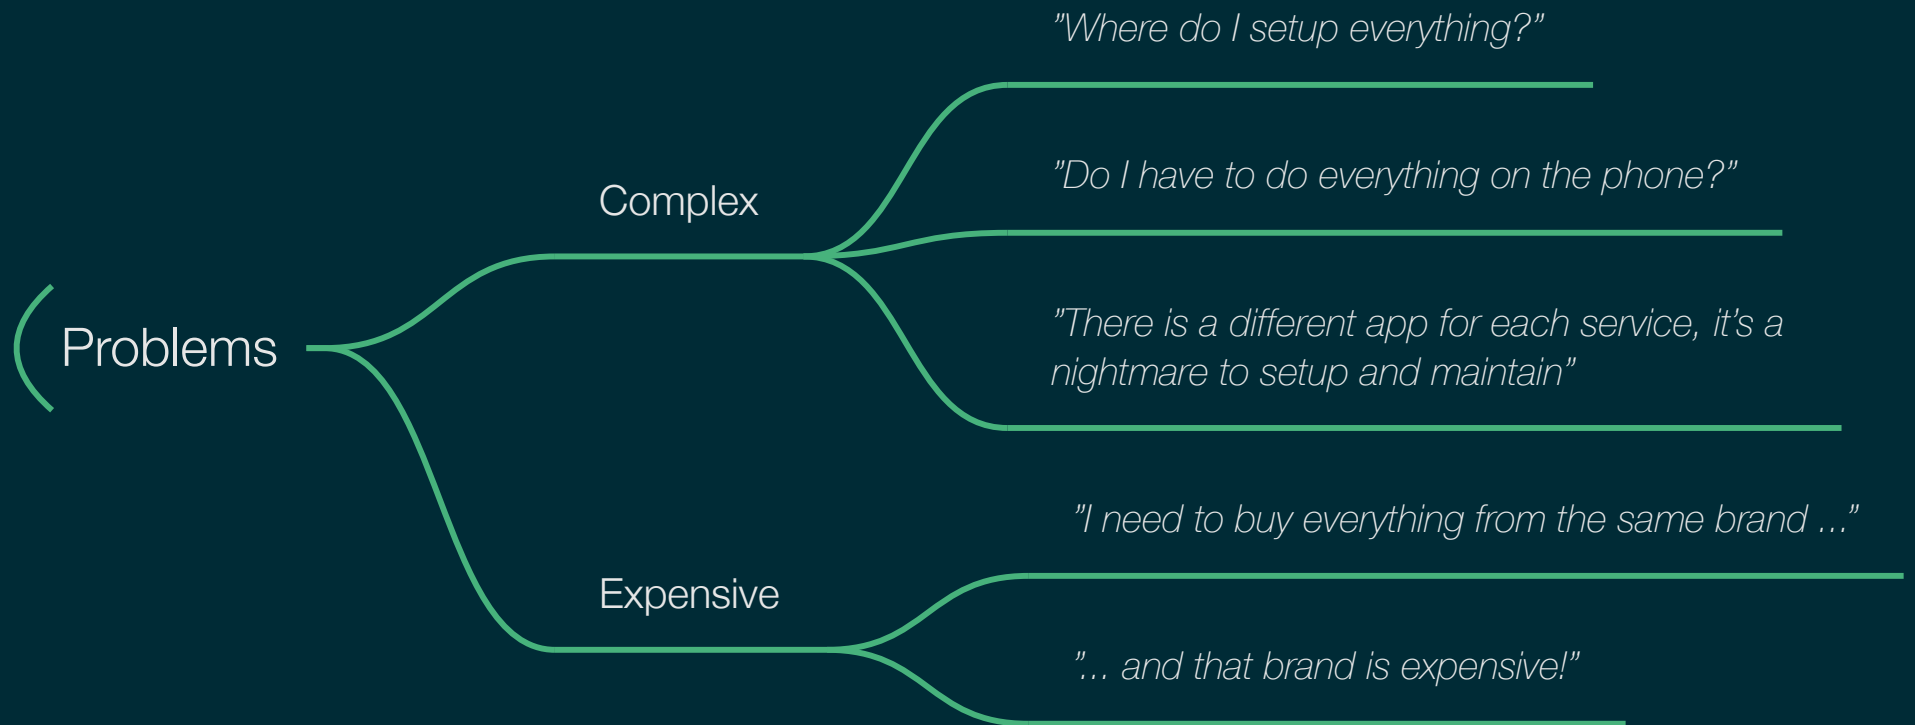 Problems
Complex
”Where do I setup everything?”
”Do I have to do everything on the phone?”
”There is a different app for each service, it’s a
nightmare to setup and maintain”
Expensive
”I need to buy everything from the same brand ...”
”... and that brand is expensive!”